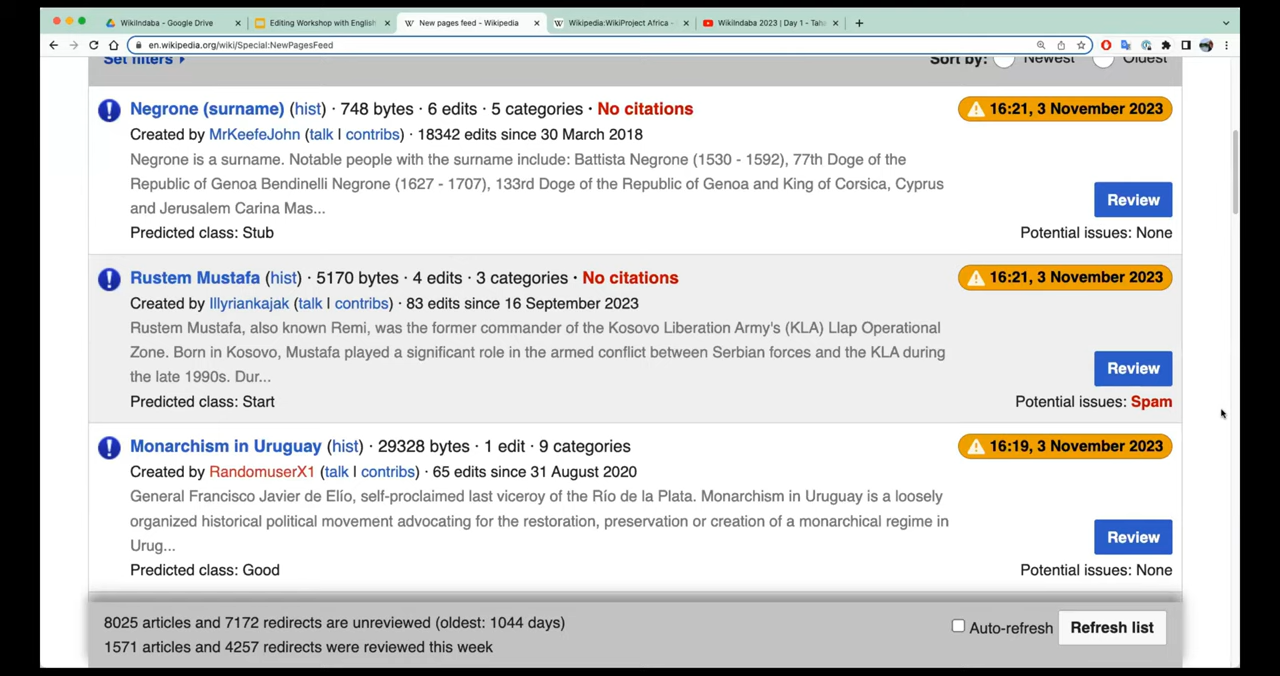 WikiIndaba - Google Drive
Editing Workshop with English
New pages feed - Wikipedia
Wikipedia:WikiProject Africa -
WikiIndaba 2023 | Day 1 - Taha
en.wikipedia.org/wiki/Special:NewPagesFeed
Set filters
Sort by: Newest Oldest
Negrone (surname) (hist) · 748 bytes · 6 edits · 5 categories · No citations
16:21, 3 November 2023
Created by MrKeefeJohn (talk | contribs) · 18342 edits since 30 March 2018
Negrone is a surname. Notable people with the surname include: Battista Negrone (1530 - 1592), 77th Doge of the
Republic of Genoa Bendinelli Negrone (1627 - 1707), 133rd Doge of the Republic of Genoa and King of Corsica, Cyprus
and Jerusalem Carina Mas...
Review
Predicted class: Stub
Potential issues: None
Rustem Mustafa (hist) · 5170 bytes · 4 edits · 3 categories · No citations
16:21, 3 November 2023
Created by Illyriankajak (talk | contribs) · 83 edits since 16 September 2023
Rustem Mustafa, also known Remi, was the former commander of the Kosovo Liberation Army's (KLA) Llap Operational
Zone. Born in Kosovo, Mustafa played a significant role in the armed conflict between Serbian forces and the KLA during
the late 1990s. Dur...
Review
Predicted class: Start
Potential issues: Spam
Monarchism in Uruguay (hist) · 29328 bytes · 1 edit · 9 categories
16:19, 3 November 2023
Created by RandomuserX1 (talk | contribs) · 65 edits since 31 August 2020
General Francisco Javier de Elío, self-proclaimed last viceroy of the Río de la Plata. Monarchism in Uruguay is a loosely
organized historical political movement advocating for the restoration, preservation or creation of a monarchical regime in
Urug...
Review
Predicted class: Good
Potential issues: None
8025 articles and 7172 redirects are unreviewed (oldest: 1044 days)
1571 articles and 4257 redirects were reviewed this week
Auto-refresh
Refresh list